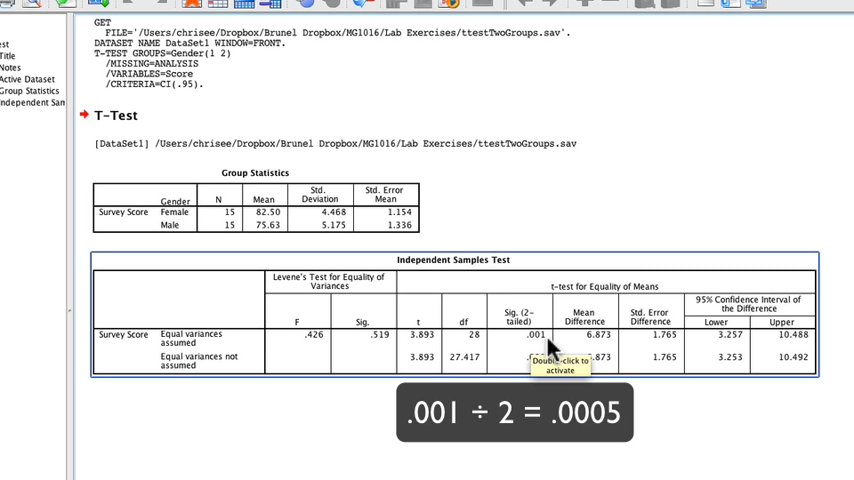 GET
FILE='/Users/chrisee/Dropbox/Brunel Dropbox/MG1016/Lab Exercises/ttestTwoGroups.sav'.
DATASET NAME DataSet1 WINDOW=FRONT.
T-TEST GROUPS=Gender(1 2)
/MISSING=ANALYSIS
/VARIABLES=Score
/CRITERIA=CI(.95).
Title
Notes
Active Dataset
Group Statistics
T-Test
[DataSet1] /Users/chrisee/Dropbox/Brunel Dropbox/MG1016/Lab Exercises/ttestTwoGroups.sav
Group Statistics
Gender N Mean Std. Deviation Std. Error Mean
Survey Score Female 15 82.50 4.468 1.154
Male 15 75.63 5.175 1.336
Independent Samples Test
Levene's Test for Equality of Variances t-test for Equality of Means
95% Confidence Interval of the Difference
F Sig. t df Sig. (2-tailed) Mean Difference Std. Error Difference Lower Upper
Survey Score Equal variances assumed .426 .519 3.893 28 .001 6.873 1.765 3.257 10.488
Equal variances not assumed 3.893 27.417 .873 1.765 3.253 10.492
Double-click to
activate
.001 ÷ 2 = .0005